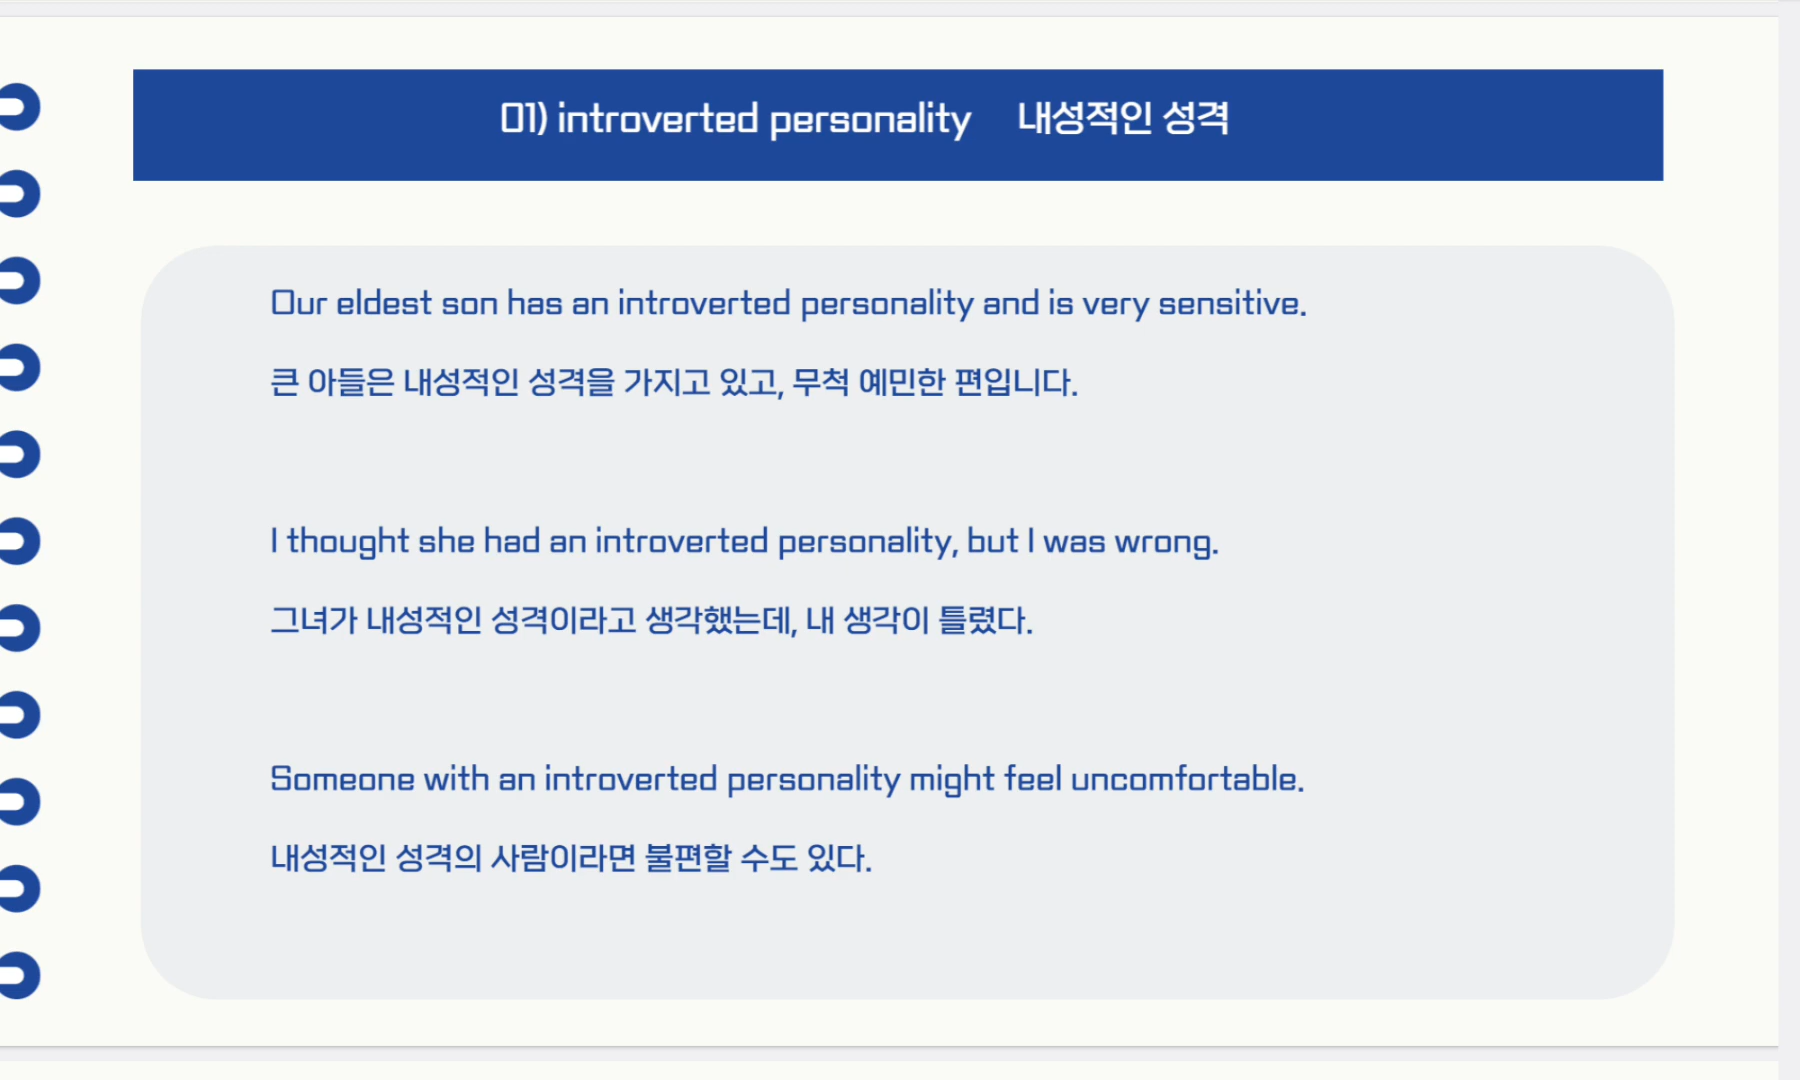 01) introverted personality 내성적인 성격
Our eldest son has an introverted personality and is very sensitive.
큰 아들은 내성적인 성격을 가지고 있고, 무척 예민한 편입니다.
I thought she had an introverted personality, but I was wrong.
그녀가 내성적인 성격이라고 생각했는데, 내 생각이 틀렸다.
Someone with an introverted personality might feel uncomfortable.
내성적인 성격의 사람이라면 불편할 수도 있다.